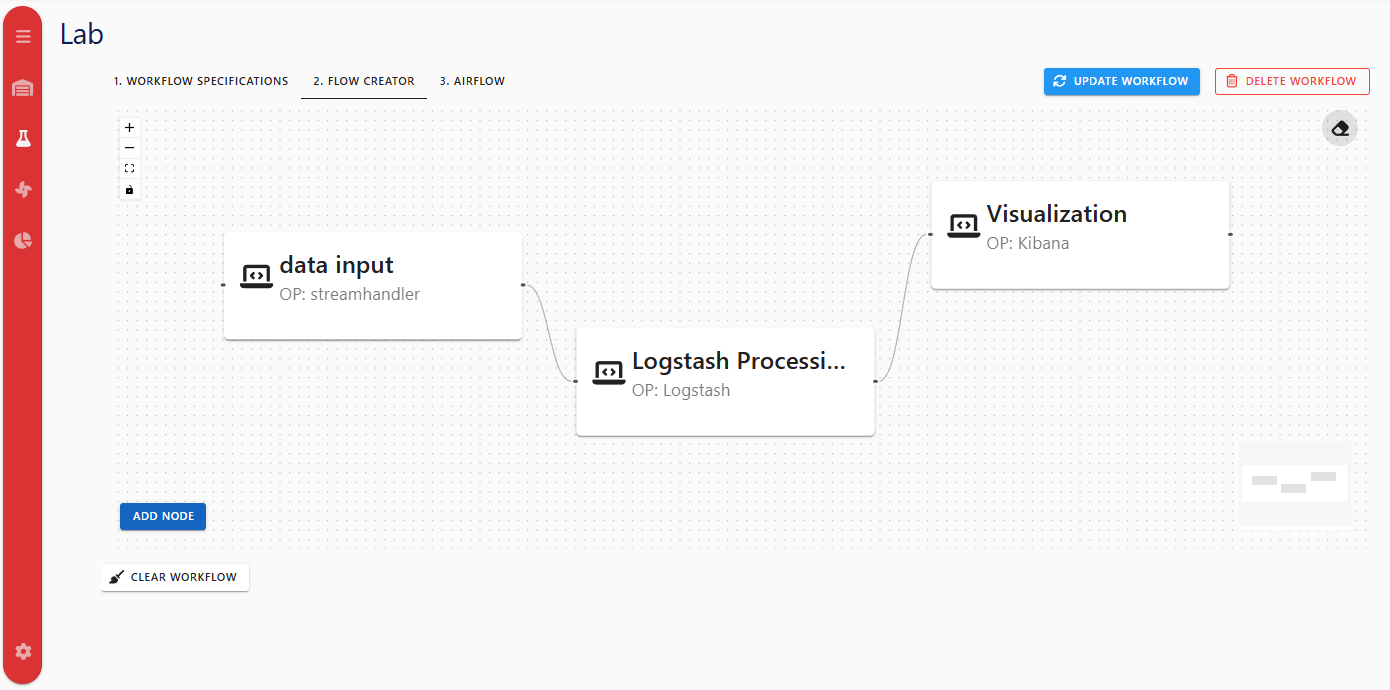 Lab
1. WORKFLOW SPECIFICATIONS
2. FLOW CREATOR
3. AIRFLOW
UPDATE WORKFLOW
DELETE WORKFLOW
Visualization
OP: Kibana
data input
OP: streamhandler
Logstash Processi...
OP: Logstash
ADD NODE
CLEAR WORKFLOW